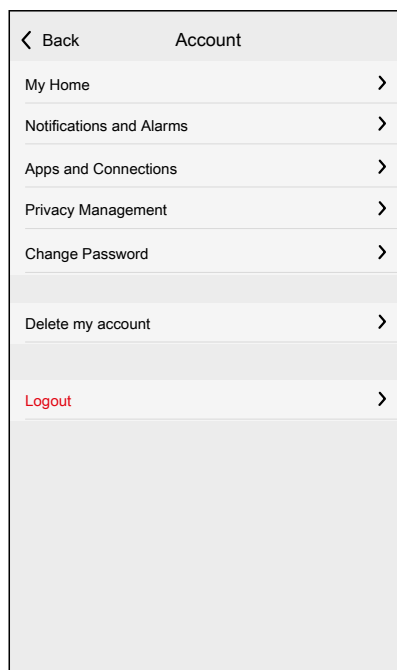 Back Account
My Home
Notifications and Alarms
Apps and Connections
Privacy Management
Change Password
Delete my account
Logout